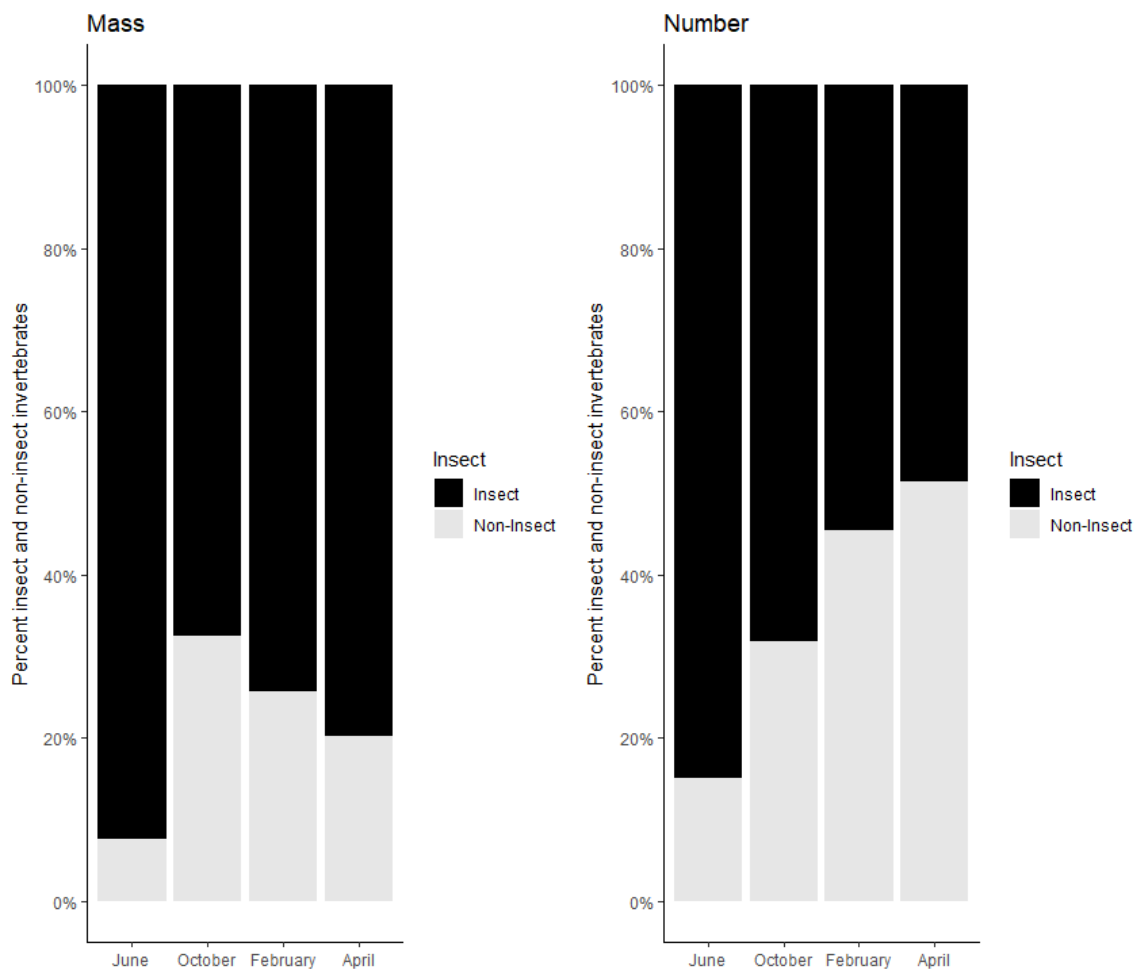 Mass
Percent insect and non-insect invertebrates
100%
80%
60%
40%
20%
0%
June October February April
Insect
Insect
Non-Insect
Number
Percent insect and non-insect invertebrates
100%
80%
60%
40%
20%
0%
June October February April
Insect
Insect
Non-Insect